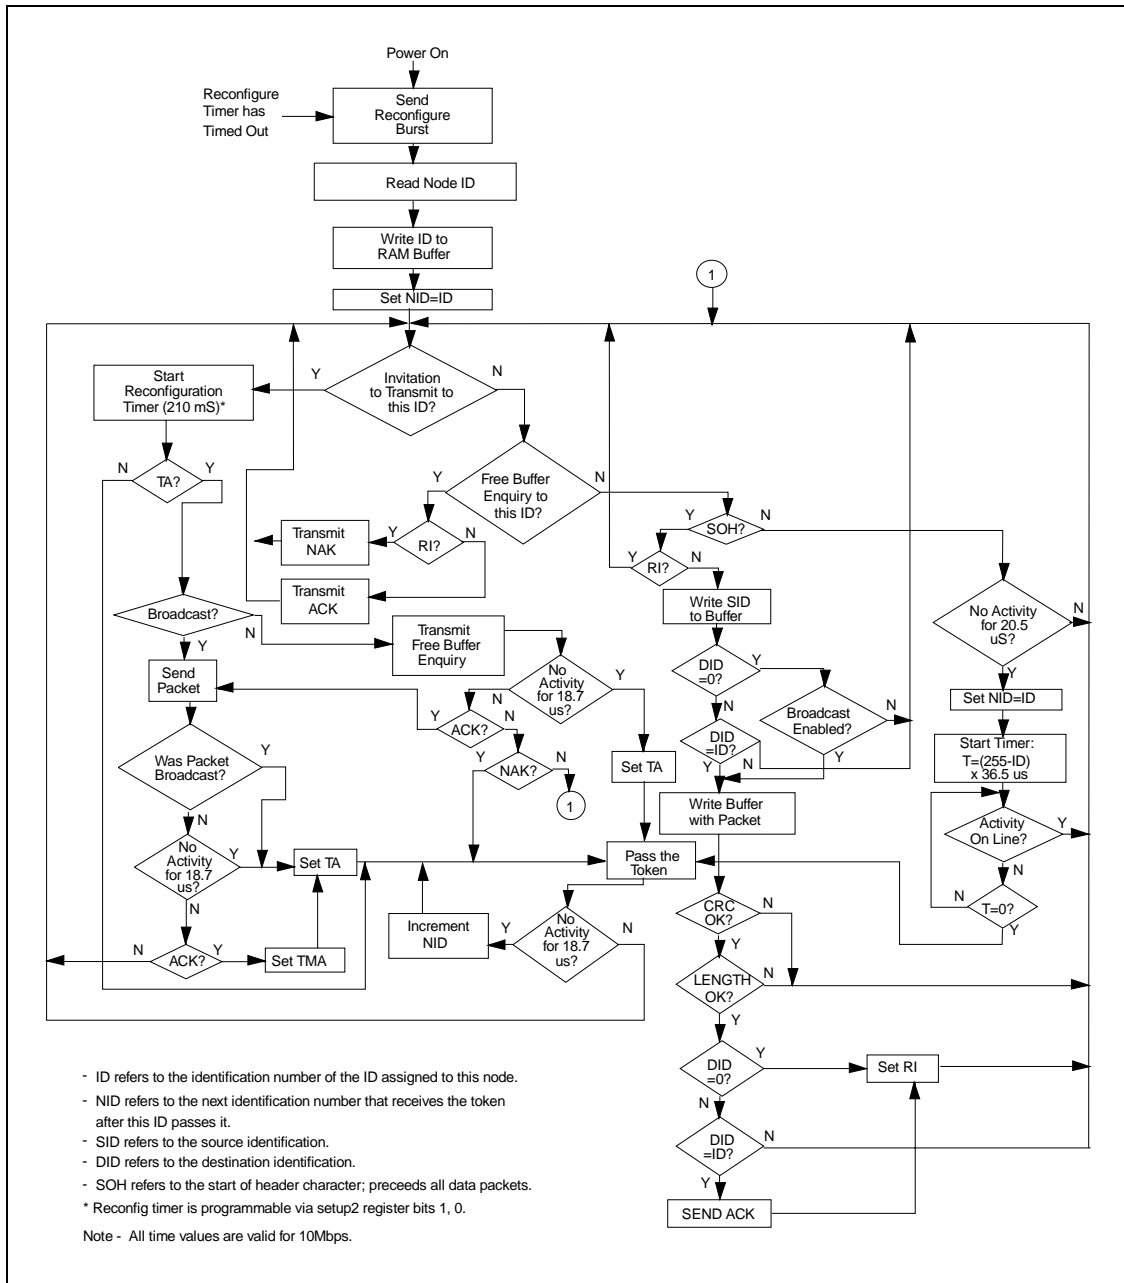 Power On
Reconfigure
Timer has
Timed Out
Send
Reconfigure
Burst
Read Node ID
Write ID to
RAM Buffer
Set NID=ID
1
Invitation
to Transmit to
this ID?
Y
N
Start
Reconfiguration
Timer (210 mS)*
N
Y
TA?
Free Buffer
Enquiry to
this ID?
Y
N
Transmit
NAK
Y
RI?
N
Transmit
ACK
Y
SOH?
N
Y
RI?
N
Write SID
to Buffer
No Activity
for 20.5
uS?
N
Y
Broadcast?
N
Y
Transmit
Free Buffer
Enquiry
No
Activity
for 18.7
us?
N
Y
DID
=0?
Y
N
Broadcast
Enabled?
N
Y
Set NID=ID
Start Timer:
T=(255-ID)
x 36.5 us
Send
Packet
Y
ACK?
N
Y
NAK?
N
1
Set TA
DID
=ID?
Y
N
Write Buffer
with Packet
Activity
On Line?
Y
N
T=0?
N
Y
Was Packet
Broadcast?
Y
N
No
Activity
for 18.7
us?
Y
N
Set TA
Pass the
Token
Increment
NID
Y
No
Activity
for 18.7
us?
N
N
ACK?
Y
Set TMA
CRC
OK?
N
Y
LENGTH
OK?
N
Y
DID
=0?
Y
N
Set RI
DID
=ID?
N
Y
SEND ACK
- ID refers to the identification number of the ID assigned to this node.
- NID refers to the next identification number that receives the token
after this ID passes it.
- SID refers to the source identification.
- DID refers to the destination identification.
- SOH refers to the start of header character; preceeds all data packets.
* Reconfig timer is programmable via setup2 register bits 1, 0.
Note - All time values are valid for 10Mbps.